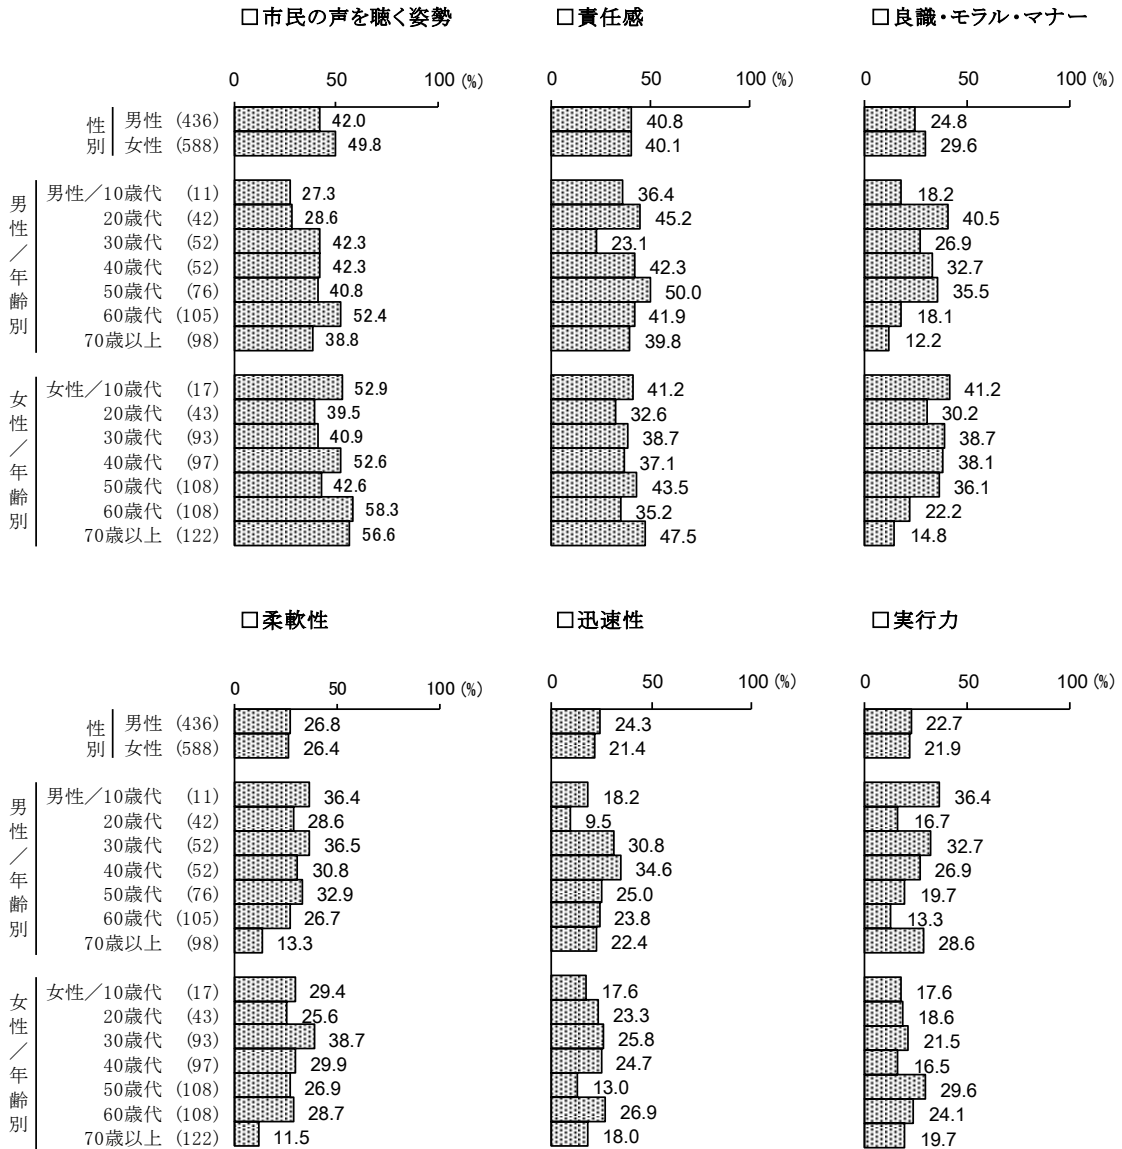 □市民の声を聴く姿勢 □責任感 □良識・モラル・マナー
0 50 100 (%) 0 50 100 (%) 0 50 100 (%)
性別
男性 (436) 42.0 40.8 24.8
女性 (588) 49.8 40.1 29.6
男性／年齢別
男性／10歳代 (11) 27.3 36.4 18.2
20歳代 (42) 28.6 45.2 40.5
30歳代 (52) 42.3 23.1 26.9
40歳代 (52) 42.3 42.3 32.7
50歳代 (76) 40.8 50.0 35.5
60歳代 (105) 52.4 41.9 18.1
70歳以上 (98) 38.8 39.8 12.2
女性／年齢別
女性／10歳代 (17) 52.9 41.2 41.2
20歳代 (43) 39.5 32.6 30.2
30歳代 (93) 40.9 38.7 38.7
40歳代 (97) 52.6 37.1 38.1
50歳代 (108) 42.6 43.5 36.1
60歳代 (108) 58.3 35.2 22.2
70歳以上 (122) 56.6 47.5 14.8
□柔軟性 □迅速性 □実行力
0 50 100 (%) 0 50 100 (%) 0 50 100 (%)
性別
男性 (436) 26.8 24.3 22.7
女性 (588) 26.4 21.4 21.9
男性／年齢別
男性／10歳代 (11) 36.4 18.2 36.4
20歳代 (42) 28.6 9.5 16.7
30歳代 (52) 36.5 30.8 32.7
40歳代 (52) 30.8 34.6 26.9
50歳代 (76) 32.9 25.0 19.7
60歳代 (105) 26.7 23.8 13.3
70歳以上 (98) 13.3 22.4 28.6
女性／年齢別
女性／10歳代 (17) 29.4 17.6 17.6
20歳代 (43) 25.6 23.3 18.6
30歳代 (93) 38.7 25.8 21.5
40歳代 (97) 29.9 24.7 16.5
50歳代 (108) 26.9 13.0 29.6
60歳代 (108) 28.7 26.9 24.1
70歳以上 (122) 11.5 18.0 19.7